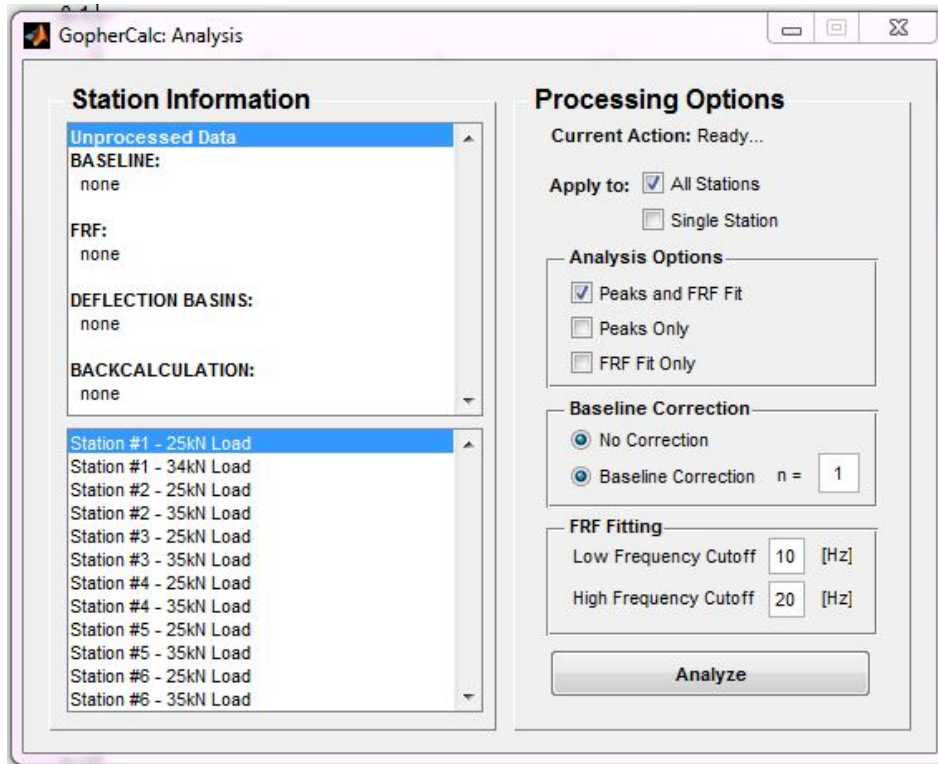 GopherCalc: Analysis
Station Information
Unprocessed Data
BASELINE:
none
FRF:
none
DEFLECTION BASINS:
none
BACKCALCULATION:
none
Station #1 - 25kN Load
Station #1 - 34kN Load
Station #2 - 25kN Load
Station #2 - 35kN Load
Station #3 - 25kN Load
Station #3 - 35kN Load
Station #4 - 25kN Load
Station #4 - 35kN Load
Station #5 - 25kN Load
Station #5 - 35kN Load
Station #6 - 25kN Load
Station #6 - 35kN Load
Processing Options
Current Action: Ready...
Apply to: All Stations
Single Station
Analysis Options
Peaks and FRF Fit
Peaks Only
FRF Fit Only
Baseline Correction
No Correction
Baseline Correction n = 1
FRF Fitting
Low Frequency Cutoff 10 [Hz]
High Frequency Cutoff 20 [Hz]
Analyze